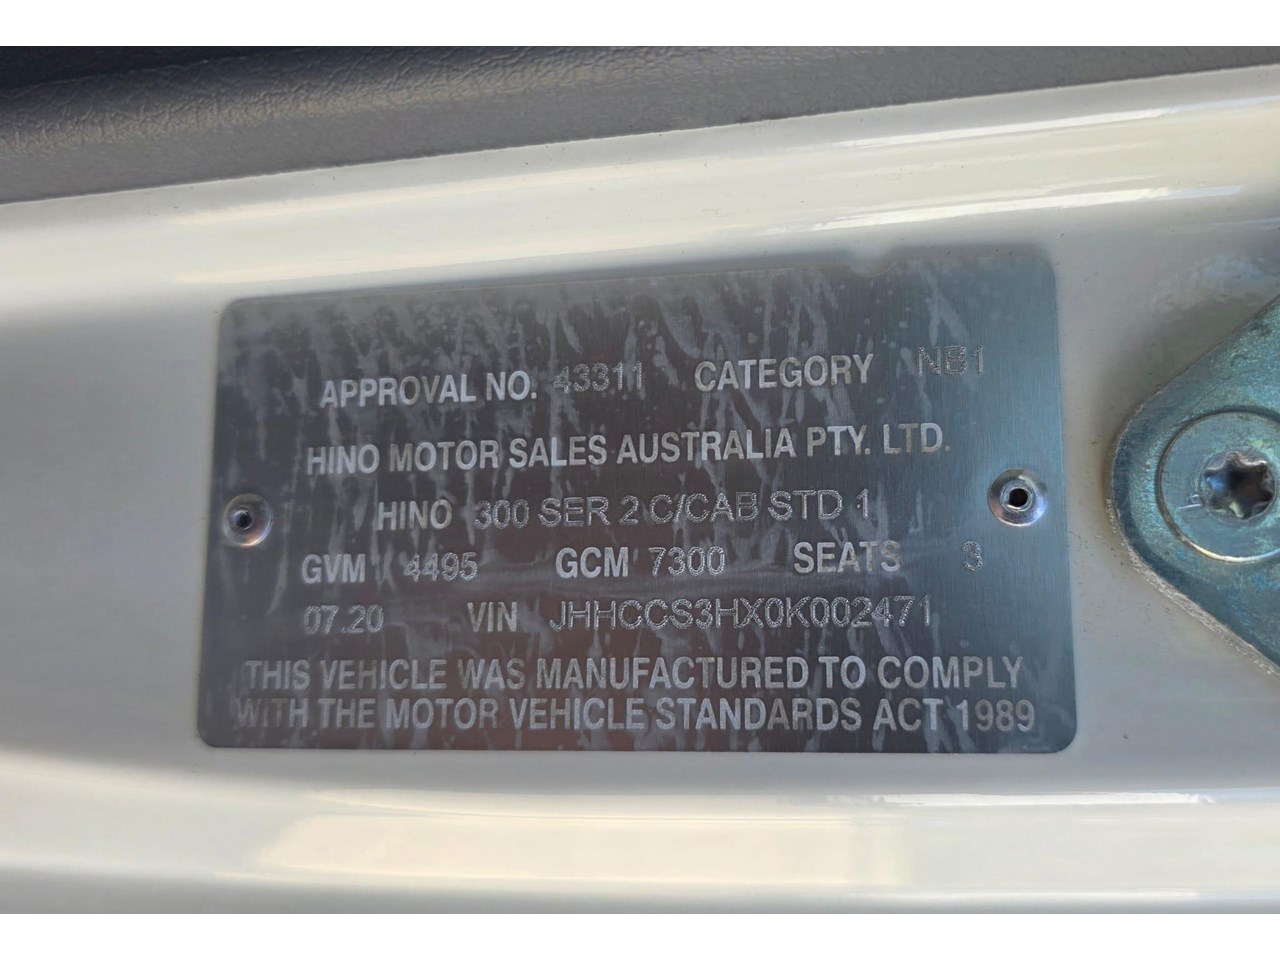 APPROVAL NO. 43311 CATEGORY NB1
HINO MOTOR SALES AUSTRALIA PTY. LTD.
HINO 300 SER 2 C/CAB STD 1
GVM 4495 GCM 7300 SEATS 3
07.20 VIN JHHCCS3HX0K002471
THIS VEHICLE WAS MANUFACTURED TO COMPLY
WITH THE MOTOR VEHICLE STANDARDS ACT 1989